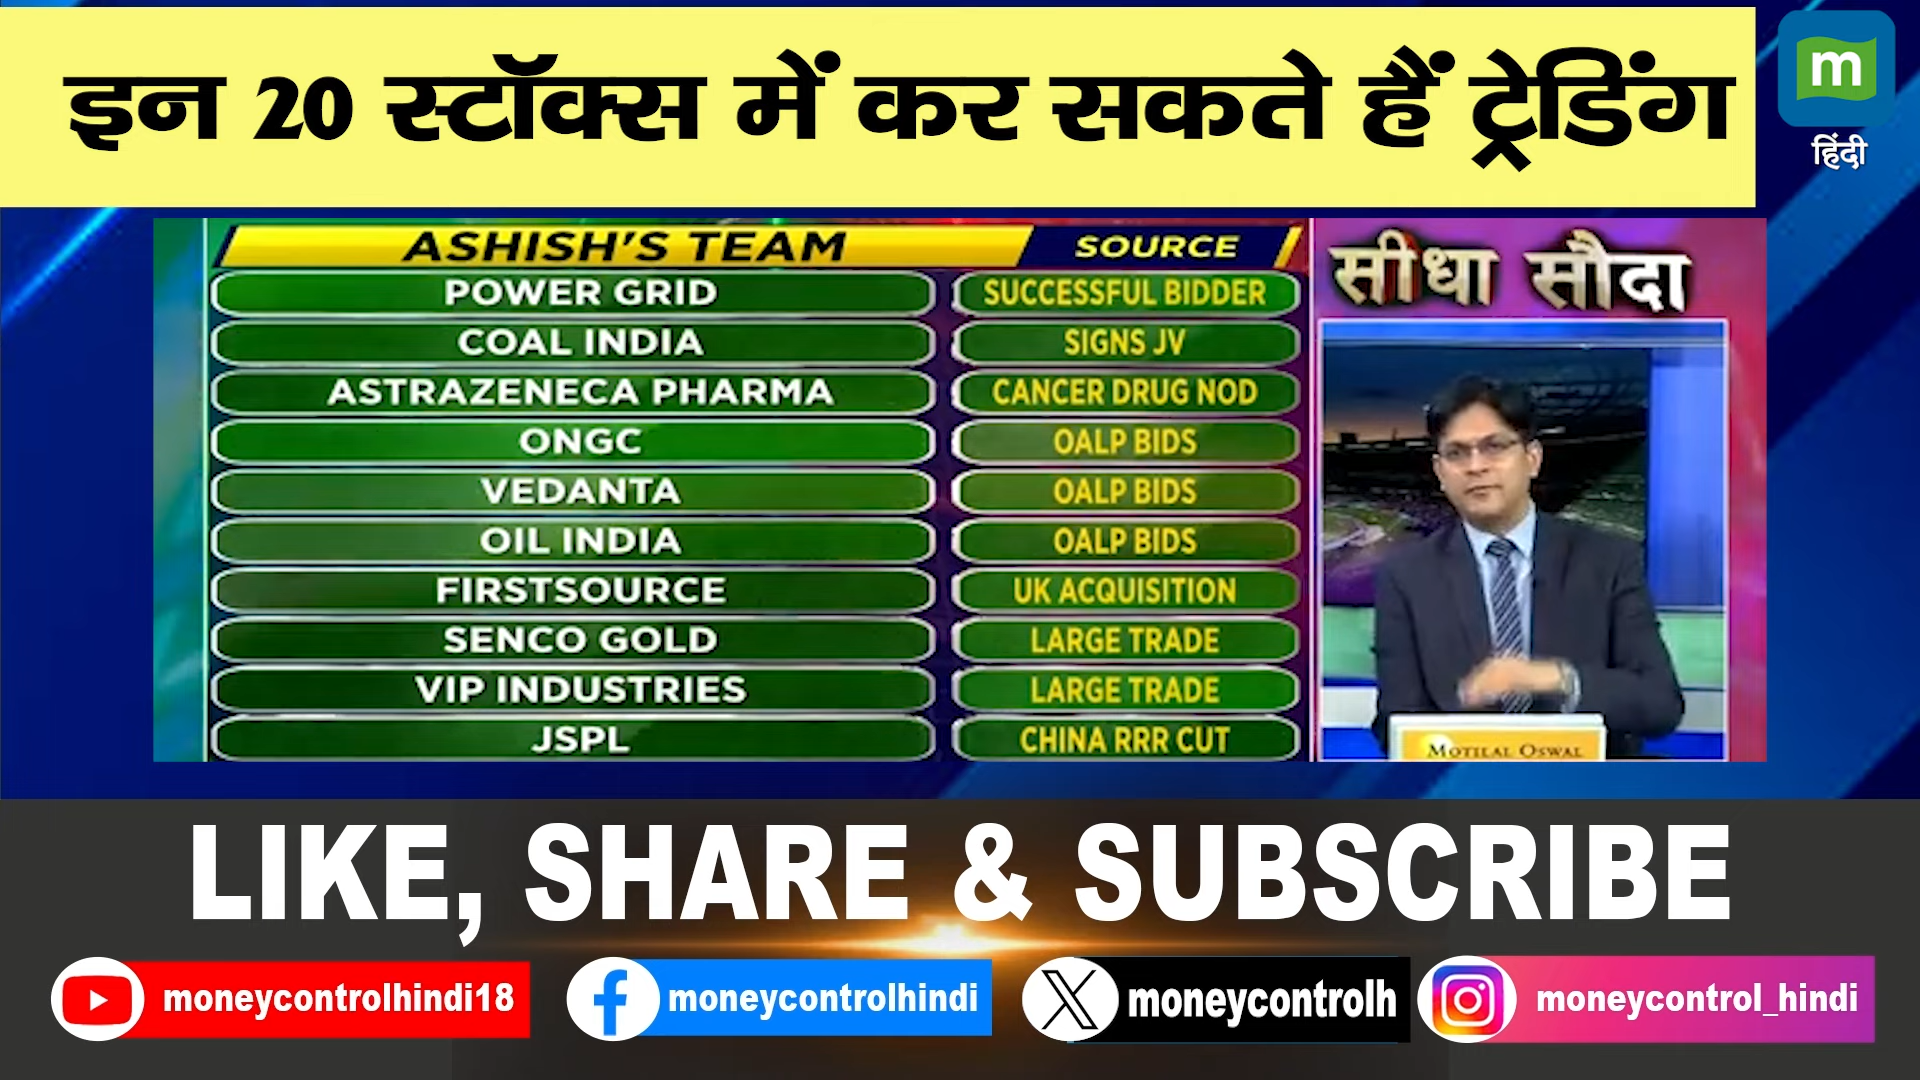 इन 20 स्टॉक्स में कर सकते हैं ट्रेडिंग
m
हिंदी
ASHISH'S TEAM SOURCE
POWER GRID SUCCESSFUL BIDDER
COAL INDIA SIGNS JV
ASTRAZENECA PHARMA CANCER DRUG NOD
ONGC OALP BIDS
VEDANTA OALP BIDS
OIL INDIA OALP BIDS
FIRSTSOURCE UK ACQUISITION
SENCO GOLD LARGE TRADE
VIP INDUSTRIES LARGE TRADE
JSPL CHINA RRR CUT
सीधा सौदा
MOTILAL OSWAL
LIKE, SHARE & SUBSCRIBE
moneycontrolhindi18 moneycontrolhindi moneycontrolh moneycontrol_hindi